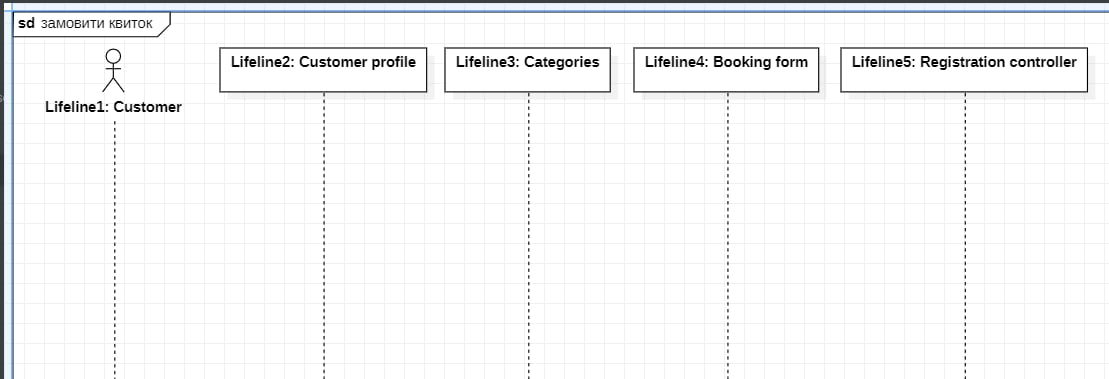 sd замовити квиток
Lifeline1: Customer
Lifeline2: Customer profile
Lifeline3: Categories
Lifeline4: Booking form
Lifeline5: Registration controller